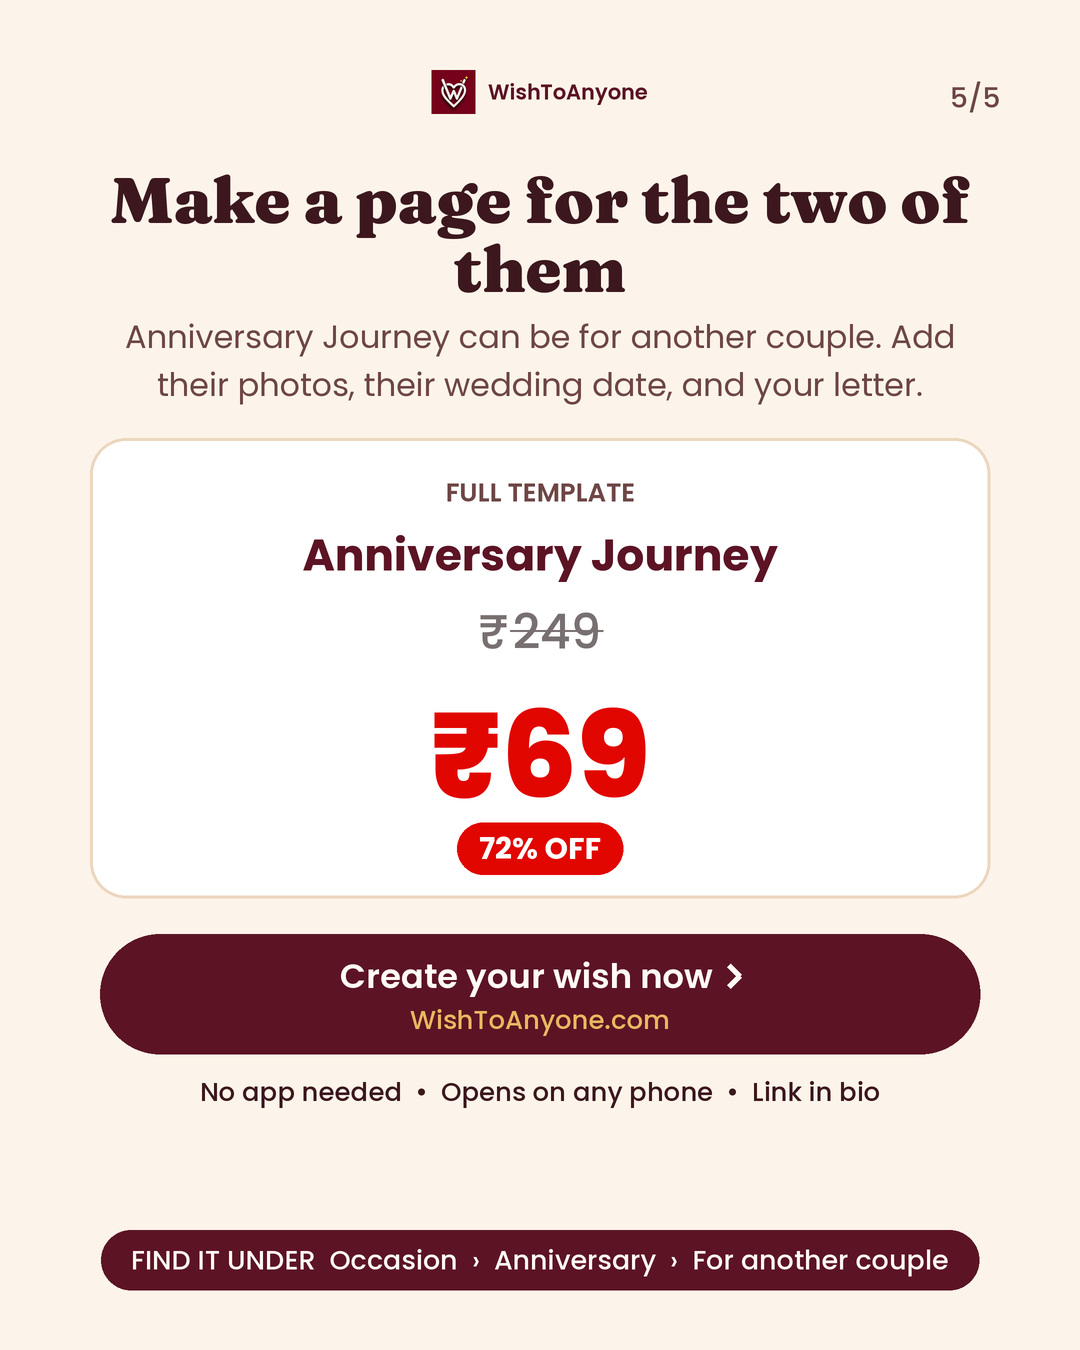 WishToAnyone
5/5
Make a page for the two of
them
Anniversary Journey can be for another couple. Add
their photos, their wedding date, and your letter.
FULL TEMPLATE
Anniversary Journey
₹249
₹69
72% OFF
Create your wish now ›
WishToAnyone.com
No app needed • Opens on any phone • Link in bio
FIND IT UNDER Occasion › Anniversary › For another couple